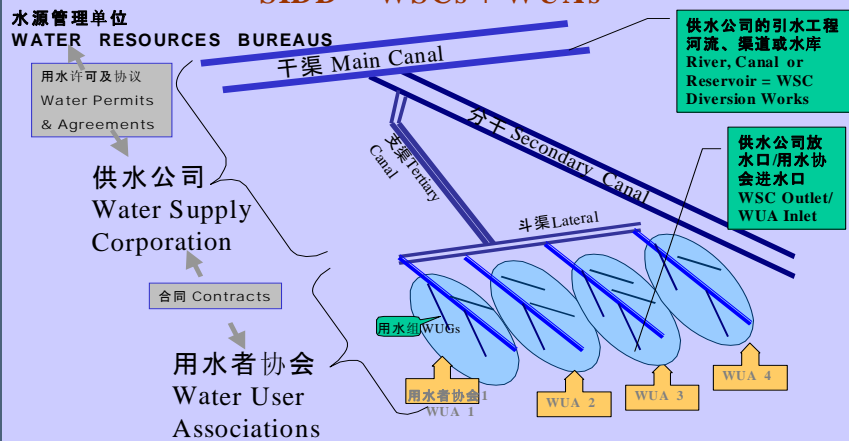 SIDD = WSCs + WUAs
水源管理单位
WATER RESOURCES BUREAUS
用水许可及协议
Water Permits
& Agreements
供水公司
Water Supply
Corporation
合同 Contracts
用水者协会
Water User
Associations
干渠 Main Canal
分干 Secondary Canal
支渠Tertiary
Canal
斗渠Lateral
供水公司的引水工程
河流、渠道或水库
River, Canal or
Reservoir = WSC
Diversion Works
供水公司放
水口/用水协
会进水口
WSC Outlet/
WUA Inlet
用水组WUGs
用水者协会1
WUA 1
WUA 2
WUA 3
WUA 4